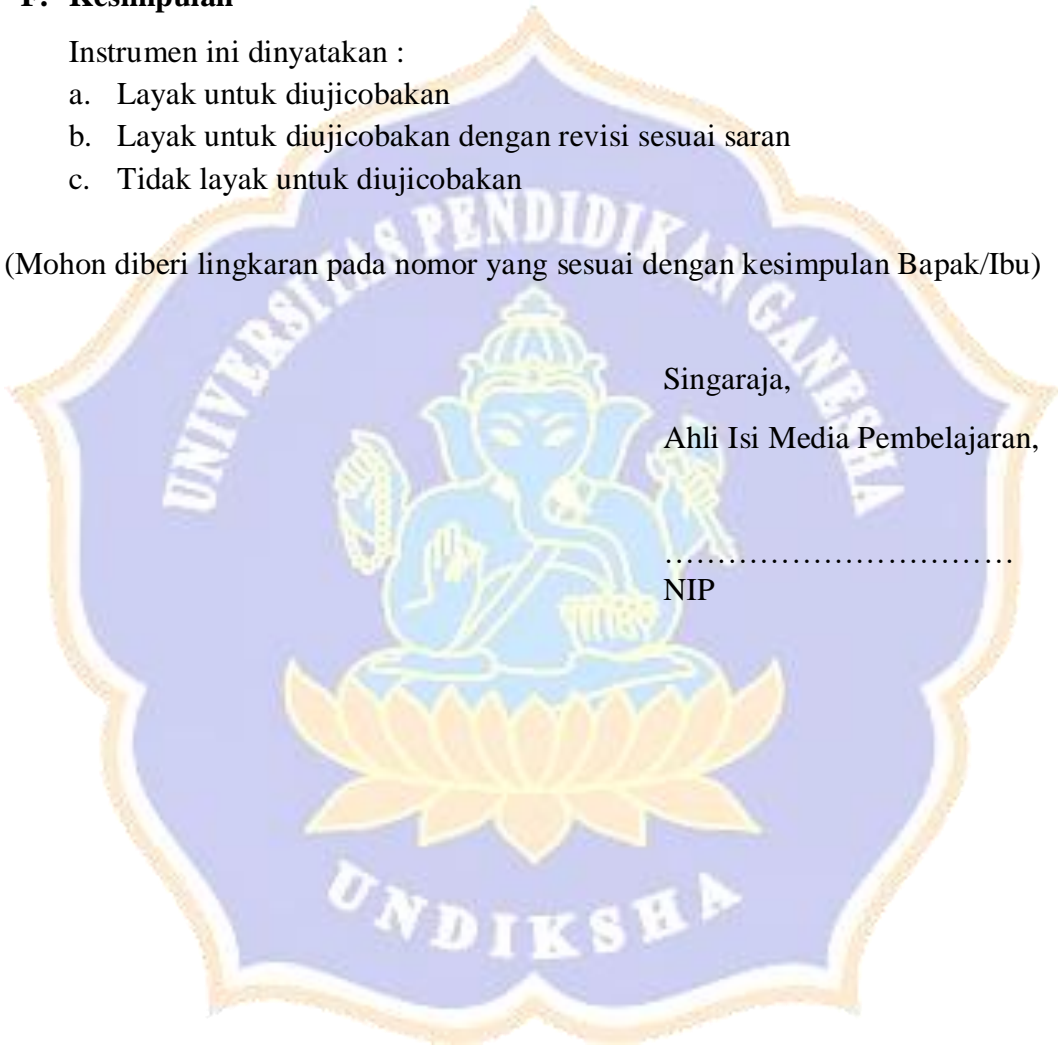 F. Kesimpulan
Instrumen ini dinyatakan :
a. Layak untuk diujicobakan
b. Layak untuk diujicobakan dengan revisi sesuai saran
c. Tidak layak untuk diujicobakan
(Mohon diberi lingkaran pada nomor yang sesuai dengan kesimpulan Bapak/Ibu)
UNIVERSITAS PENDIDIKAN GANESHA
Singaraja,
Ahli Isi Media Pembelajaran,
……………………………
NIP
UNDIKSHA